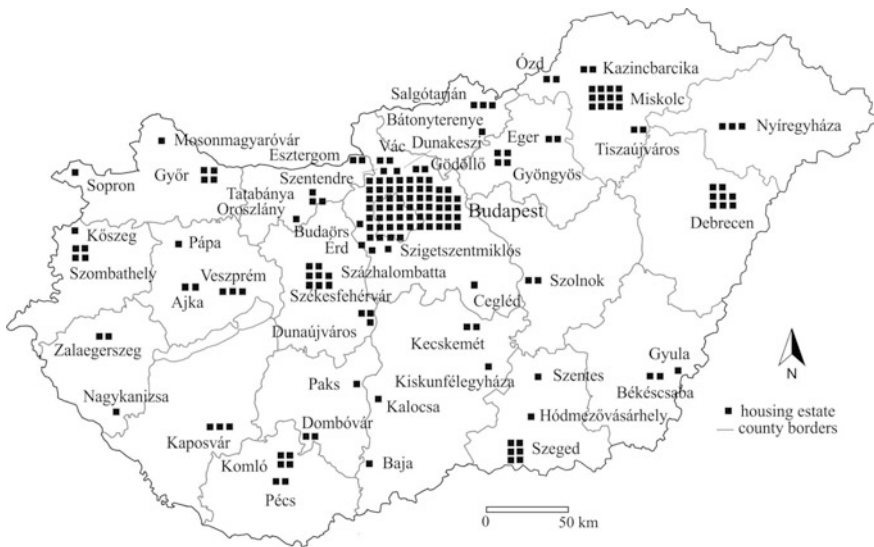 Ózd
Kazincbarcika
Salgótarján
Miskolc
Bátonyterenye
Nyíregyháza
Mosonmagyaróvár
Dunakeszi
Eger
Tiszaújváros
Esztergom
Vác
Gödöllő
Gyöngyös
Győr
Szentendre
Sopron
Tatabánya
Oroszlány
Budapest
Debrecen
Budaörs
Kőszeg
Pápa
Érd
Szigetszentmiklós
Szombathely
Veszprém
Százhalombatta
Szolnok
Ajka
Székesfehérvár
Cegléd
Dunaújváros
Kecskemét
Zalaegerszeg
Gyula
Paks
Kiskunfélegyháza
Szentes
Békéscsaba
Nagykanizsa
Kalocsa
Hódmezővásárhely
Dombóvár
Kaposvár
Szeged
Komló
Baja
Pécs
N
housing estate
county borders
0 50 km